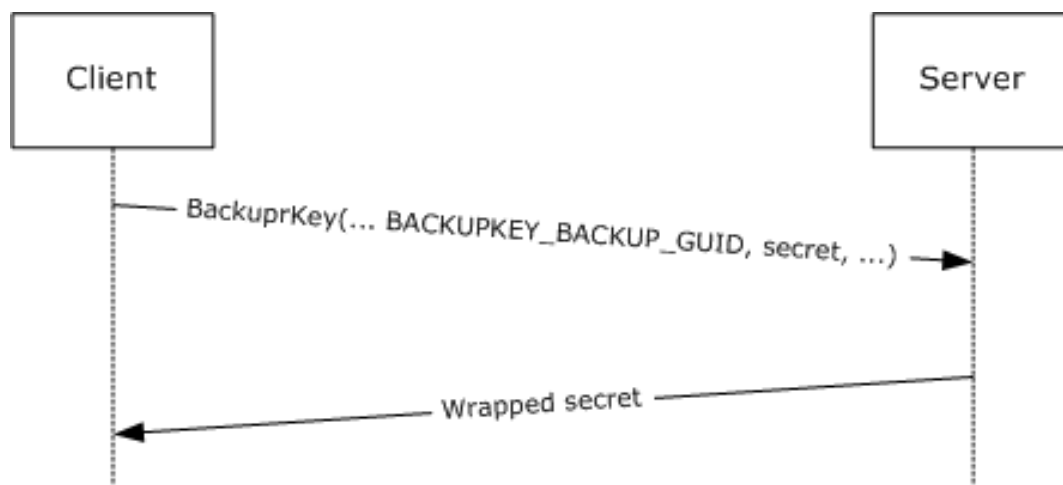 Client
Server
BackuprKey(... BACKUPKEY_BACKUP_GUID, secret, ...)
Wrapped secret